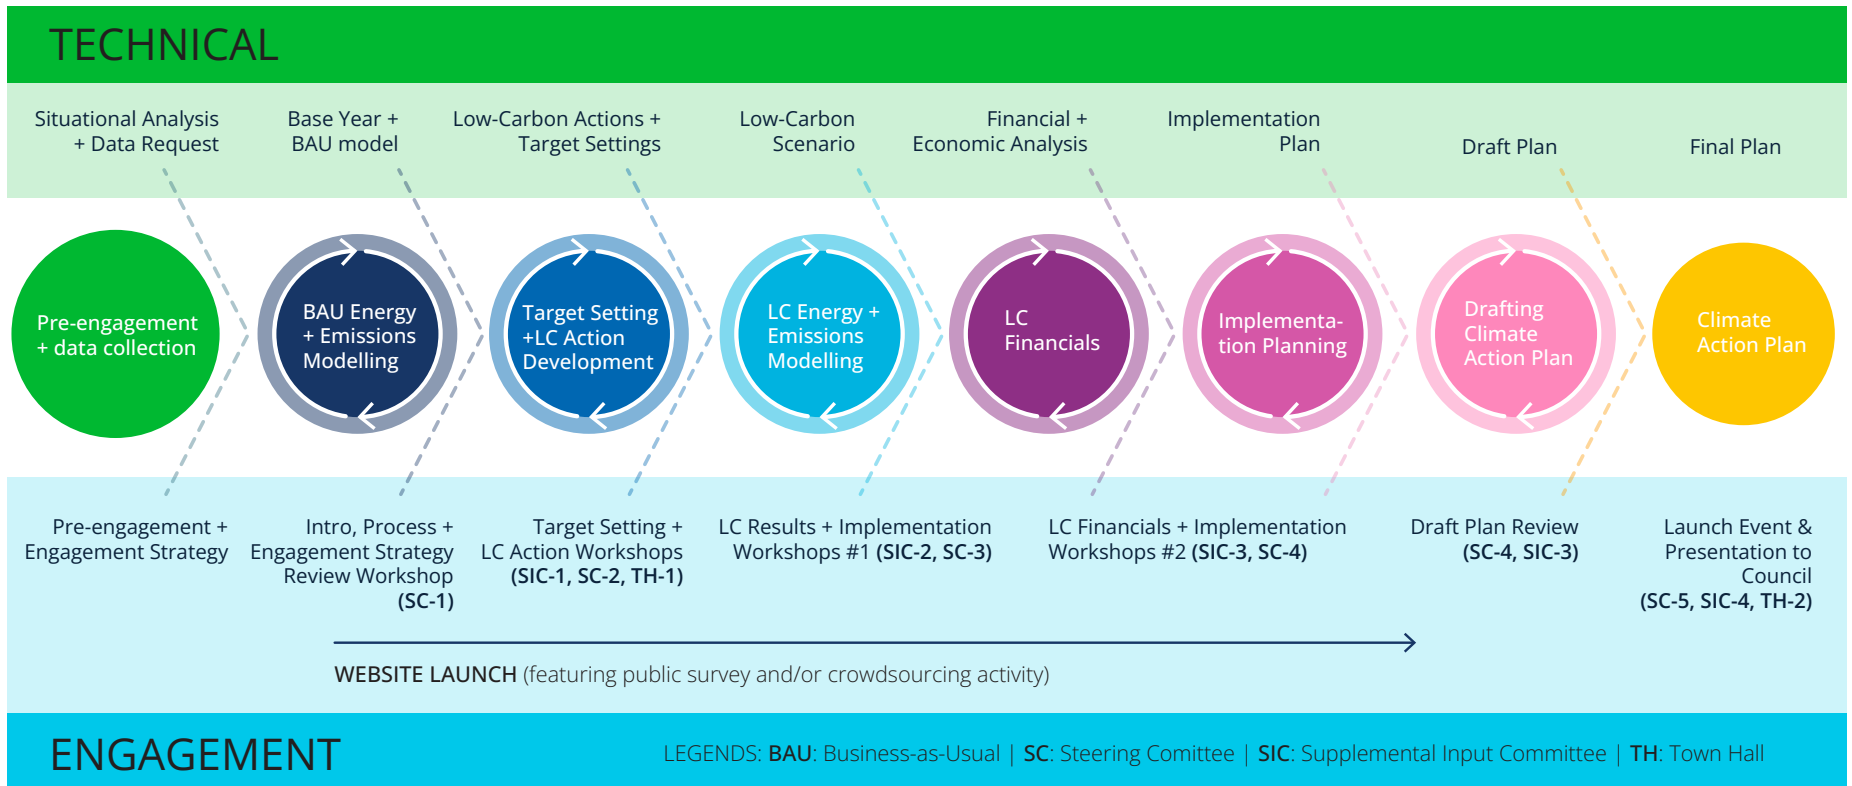 TECHNICAL
Situational Analysis
+ Data Request
Base Year +
BAU model
Low-Carbon Actions +
Target Settings
Low-Carbon
Scenario
Financial +
Economic Analysis
Implementation
Plan
Draft Plan
Final Plan
Pre-engagement
+ data collection
BAU Energy
+ Emissions
Modelling
Target Setting
+LC Action
Development
LC Energy +
Emissions
Modelling
LC
Financials
Implementa-
tion Planning
Drafting
Climate
Action Plan
Climate
Action Plan
Pre-engagement +
Engagement Strategy
Intro, Process +
Engagement Strategy
Review Workshop
(SC-1)
Target Setting +
LC Action Workshops
(SIC-1, SC-2, TH-1)
LC Results + Implementation
Workshops #1 (SIC-2, SC-3)
LC Financials + Implementation
Workshops #2 (SIC-3, SC-4)
Draft Plan Review
(SC-4, SIC-3)
Launch Event &
Presentation to
Council
(SC-5, SIC-4, TH-2)
WEBSITE LAUNCH (featuring public survey and/or crowdsourcing activity)
ENGAGEMENT
LEGENDS: BAU: Business-as-Usual | SC: Steering Comittee | SIC: Supplemental Input Committee | TH: Town Hall